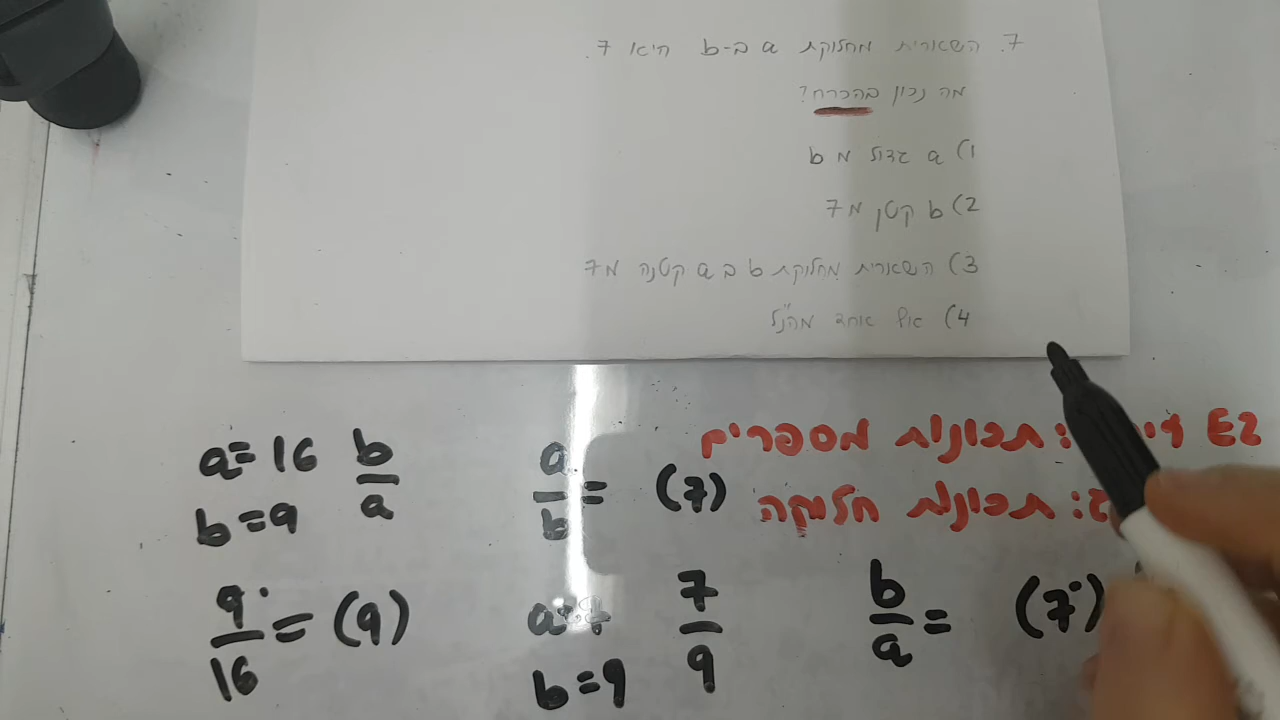 7. השארית מחלוקת a ב-b היא 7.
מה נכון בהכרח?
1) a גדול מ b
2) b קטן מ 7
3) השארית מחלוקת b ב a קטנה מ 7
4) אף אחד מהנ"ל
E2 : תכונות מספרים
: תכונות חלוקה
a=16
b=9
b/a
a/b = (7)
9/16 = (9)
b=9
7/9
b/a = (7)